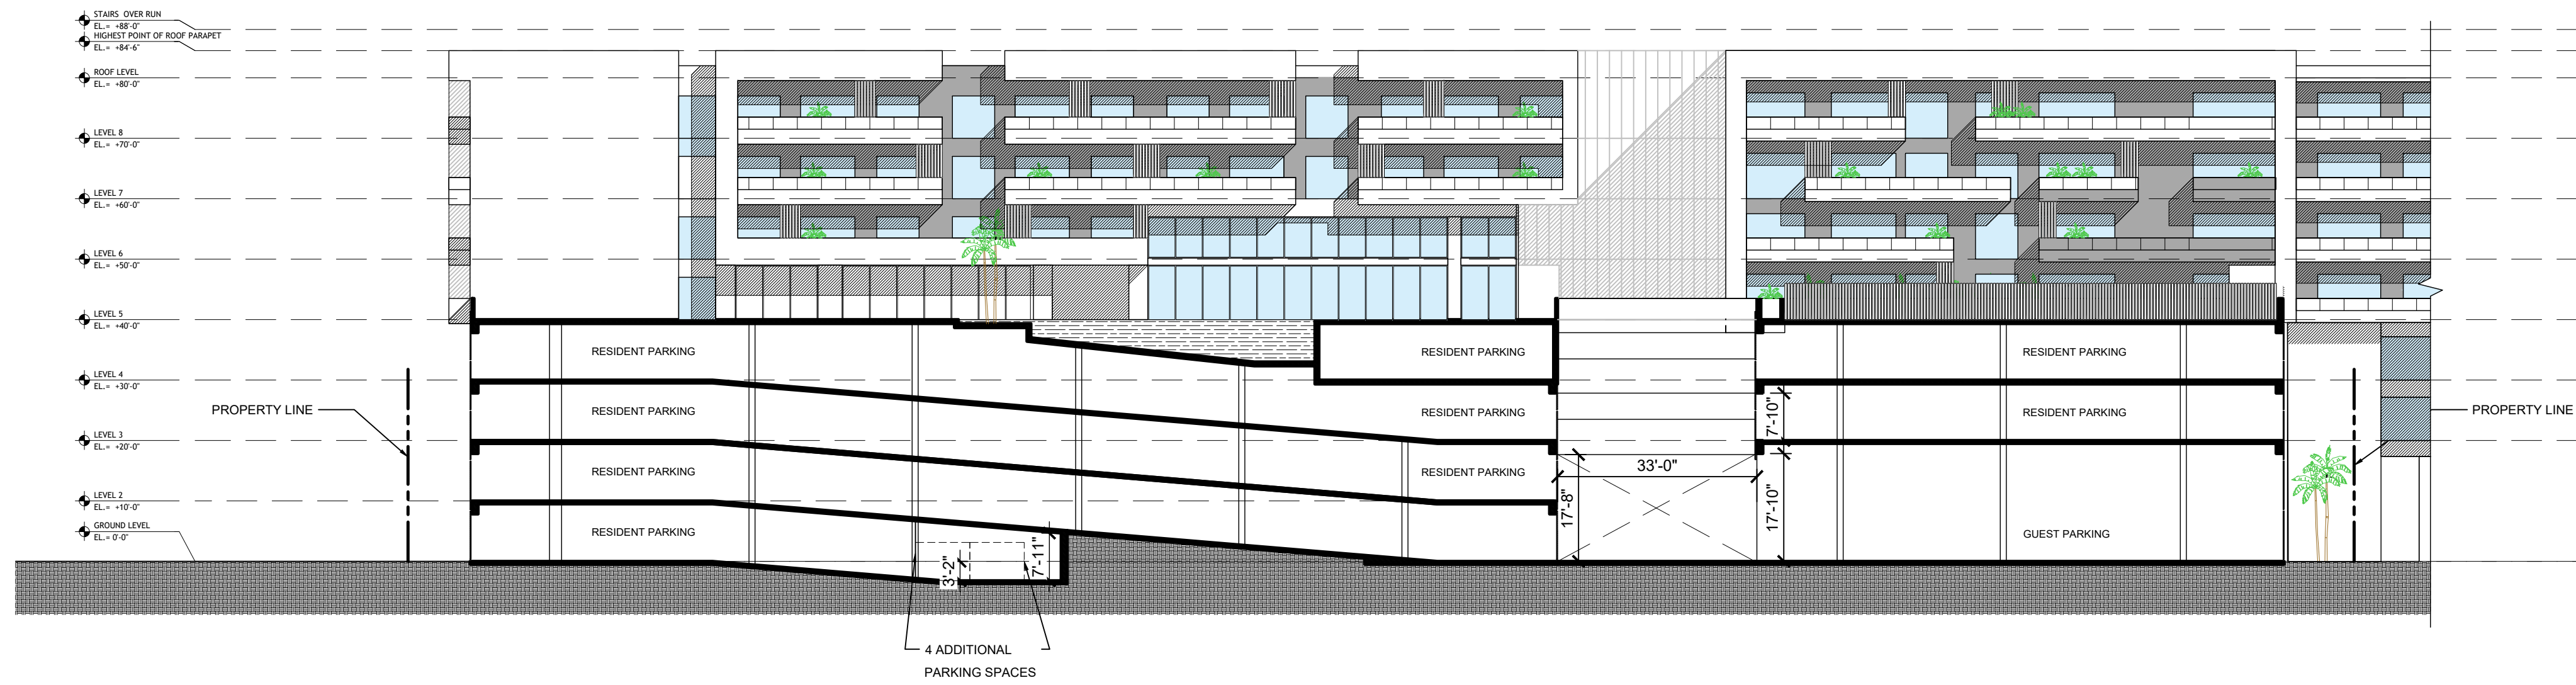 STAIRS OVER RUN
EL.= +88'-0"
HIGHEST POINT OF ROOF PARAPET
EL.= +84'-6"
ROOF LEVEL
EL.= +80'-0"
LEVEL 8
EL.= +70'-0"
LEVEL 7
EL.= +60'-0"
LEVEL 6
EL.= +50'-0"
LEVEL 5
EL.= +40'-0"
LEVEL 4
EL.= +30'-0"
LEVEL 3
EL.= +20'-0"
LEVEL 2
EL.= +10'-0"
GROUND LEVEL
EL.= 0'-0"
PROPERTY LINE
RESIDENT PARKING
RESIDENT PARKING
RESIDENT PARKING
RESIDENT PARKING
3'-2"
7'-11"
4 ADDITIONAL
PARKING SPACES
RESIDENT PARKING
RESIDENT PARKING
RESIDENT PARKING
17'-8"
33'-0"
7'-10"
17'-10"
RESIDENT PARKING
RESIDENT PARKING
GUEST PARKING
PROPERTY LINE